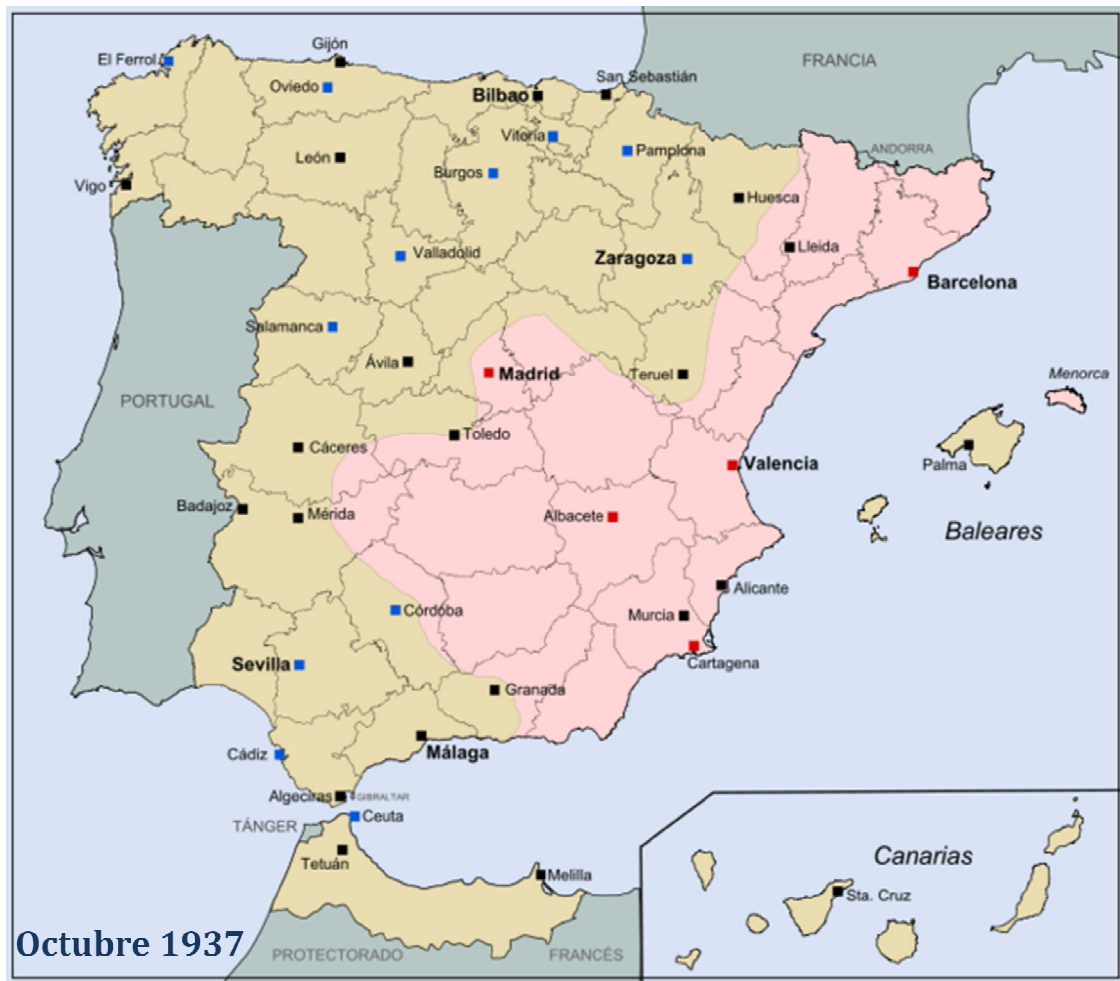 Gijón
El Ferrol
FRANCIA
San Sebastián
Oviedo
Bilbao
Vitoria
Pamplona
ANDORRA
León
Burgos
Vigo
Huesca
Lleida
Valladolid
Zaragoza
Barcelona
Salamanca
Ávila
Madrid
Teruel
Menorca
PORTUGAL
Toledo
Cáceres
Valencia
Palma
Badajoz
Mérida
Albacete
Baleares
Alicante
Córdoba
Murcia
Sevilla
Cartagena
Granada
Cádiz
Málaga
Algeciras
GIBRALTAR
Ceuta
TÁNGER
Tetuán
Melilla
Canarias
Sta. Cruz
Octubre 1937
PROTECTORADO FRANCÉS